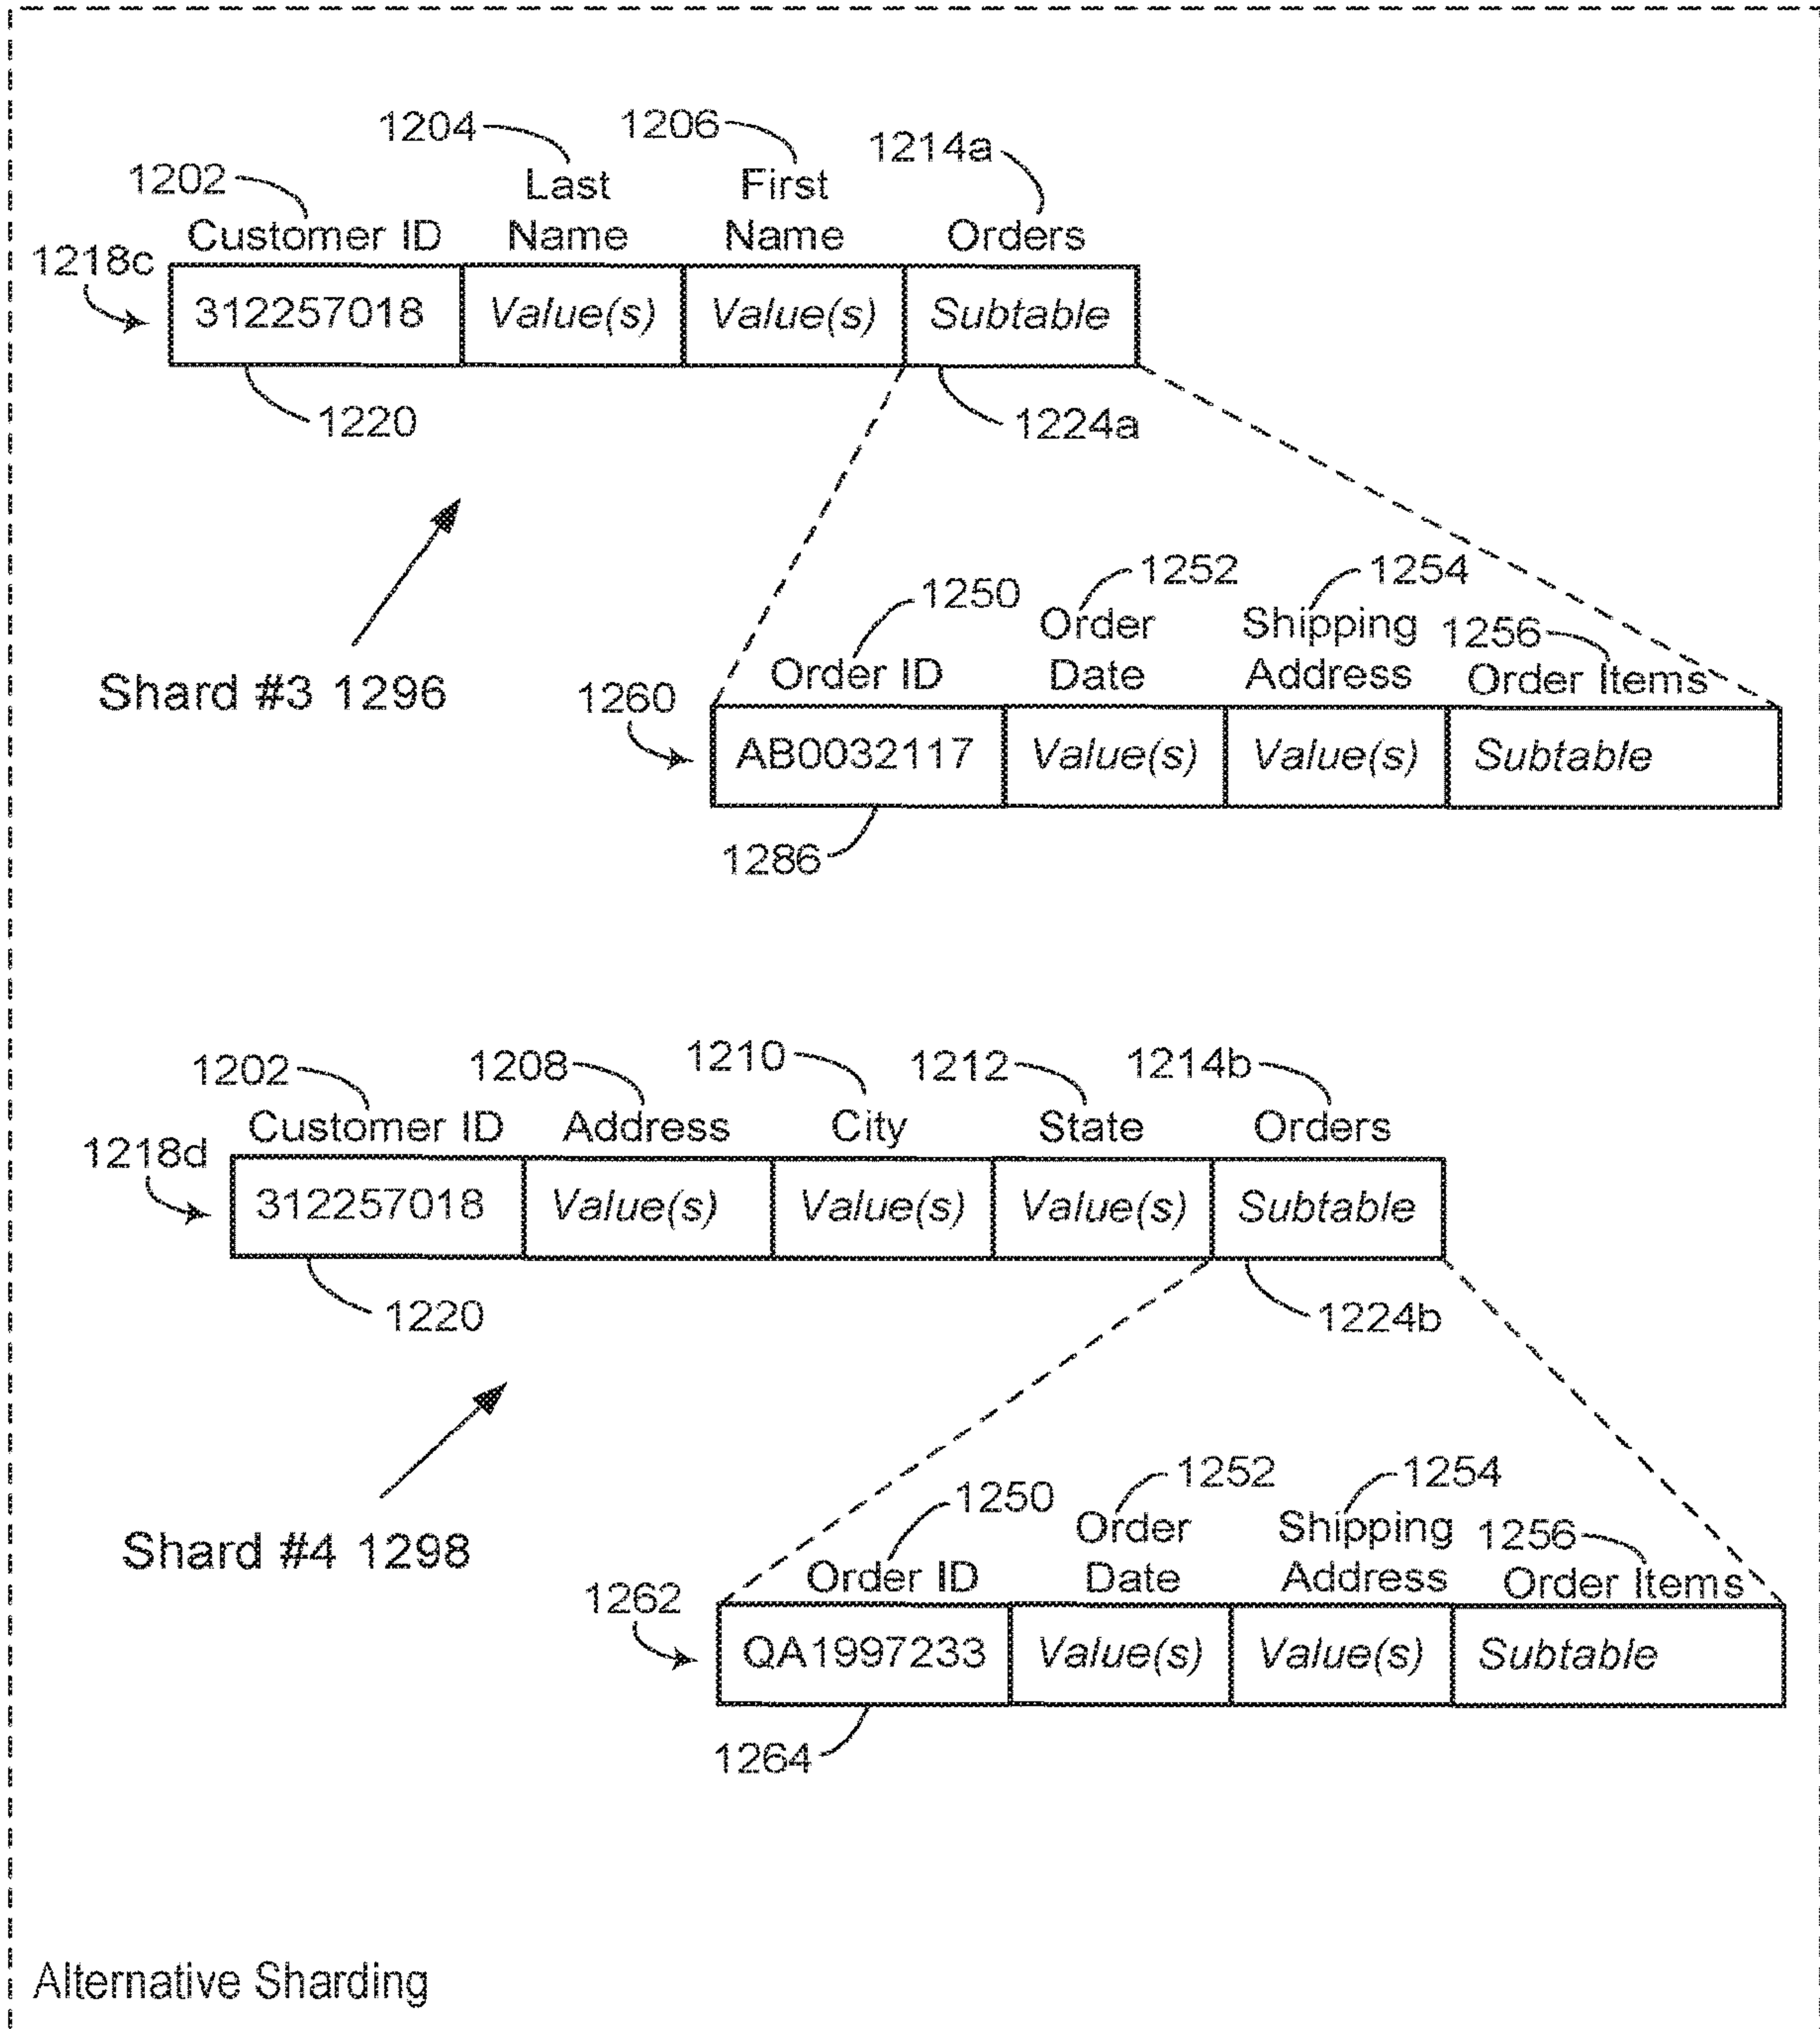 1204 1206 1214a
1202 Last First
Customer ID Name Name Orders
1218c
312257018 Value(s) Value(s) Subtable
1220 1224a
1252 1254
1250 Order Shipping 1256
Shard #3 1296 1260 Order ID Date Address Order Items
AB0032117 Value(s) Value(s) Subtable
1286
1202 1208 1210 1212 1214b
Customer ID Address City State Orders
1218d
312257018 Value(s) Value(s) Value(s) Subtable
1220 1224b
1252 1254
1250 Order Shipping 1256
Shard #4 1298 Order ID Date Address Order Items
1262
QA1997233 Value(s) Value(s) Subtable
1264
Alternative Sharding